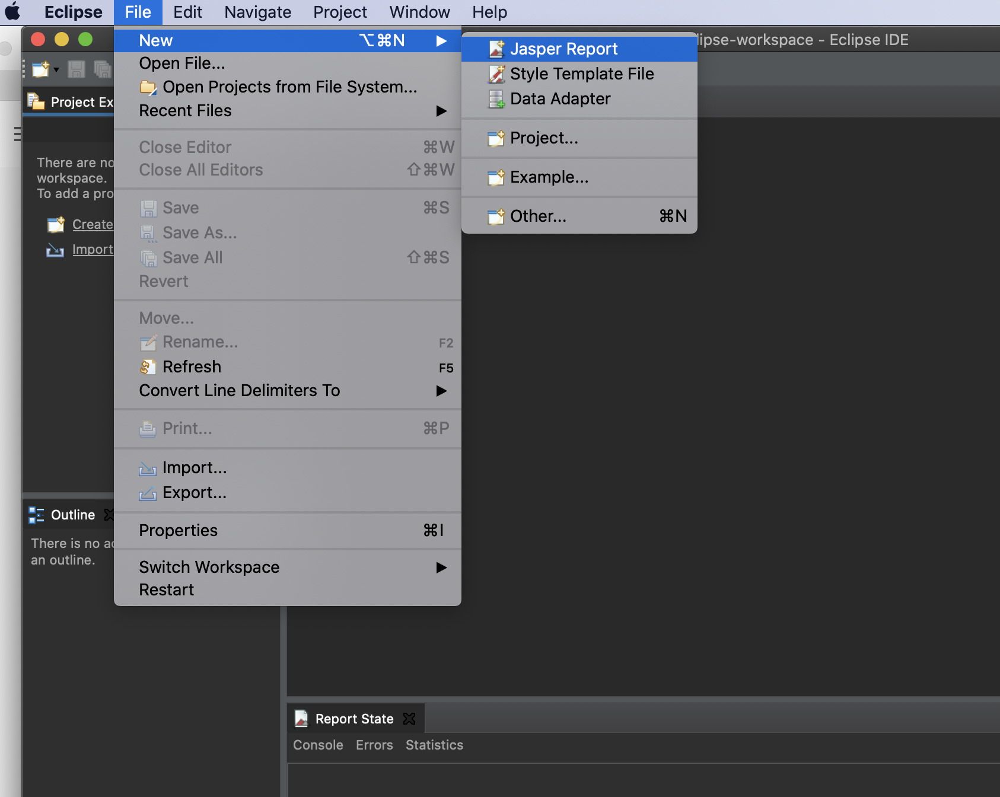 Eclipse File Edit Navigate Project Window Help
lipse-workspace - Eclipse IDE
New ⌥⌘N ▶
Open File...
Open Projects from File System...
Recent Files ▶
Close Editor ⌘W
Close All Editors ⇧⌘W
Save ⌘S
Save As...
Save All ⇧⌘S
Revert
Move...
Rename... F2
Refresh F5
Convert Line Delimiters To ▶
Print... ⌘P
Import...
Export...
Properties ⌘I
Switch Workspace ▶
Restart
Jasper Report
Style Template File
Data Adapter
Project...
Example...
Other... ⌘N
Project Ex
There are no
workspace.
To add a pro
Create
Import
Outline
There is no ac
an outline.
Report State
Console Errors Statistics